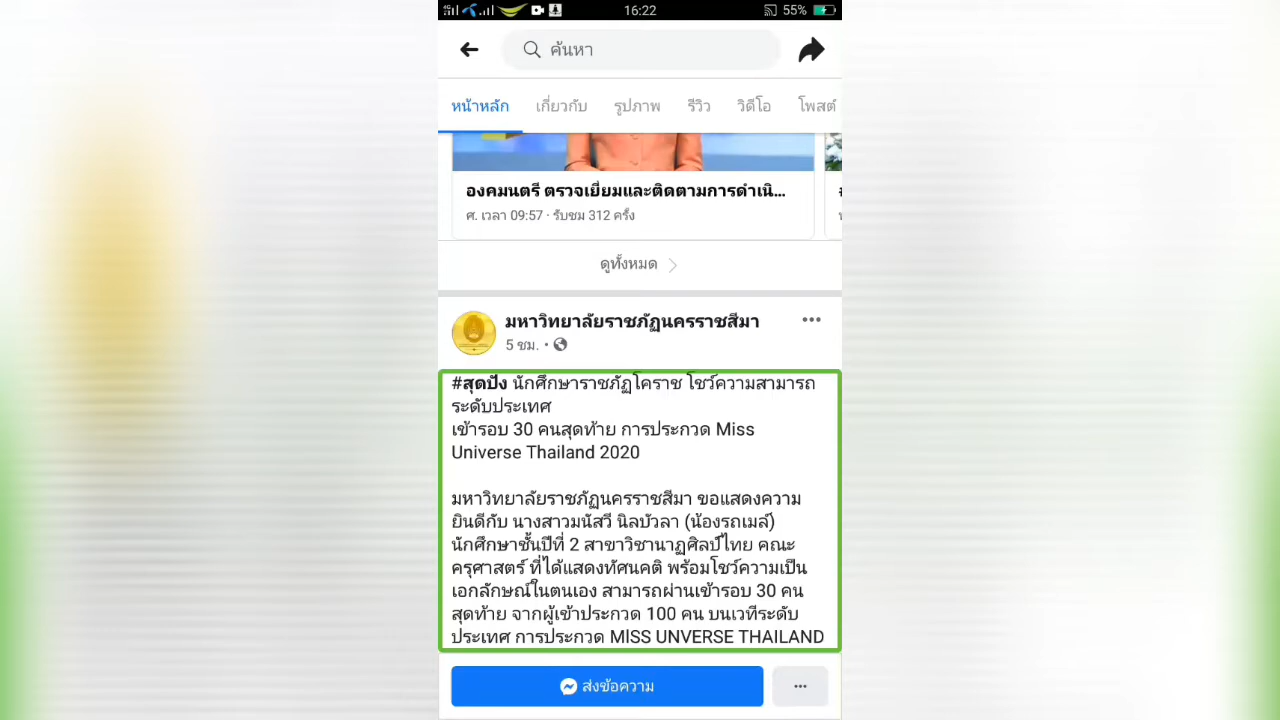 4G
16:22
55%
ค้นหา
หน้าหลัก เกี่ยวกับ รูปภาพ รีวิว วิดีโอ โพสต์
องคมนตรี ตรวจเยี่ยมและติดตามการดำเนิ...
ศ. เวลา 09:57 · รับชม 312 ครั้ง
ดูทั้งหมด
มหาวิทยาลัยราชภัฏนครราชสีมา
5 ชม. ·
#สุดปัง นักศึกษาราชภัฏโคราช โชว์ความสามารถ
ระดับประเทศ
เข้ารอบ 30 คนสุดท้าย การประกวด Miss
Universe Thailand 2020
มหาวิทยาลัยราชภัฏนครราชสีมา ขอแสดงความ
ยินดีกับ นางสาวมนัสวี นิลบัวลา (น้องรถเมล์)
นักศึกษาชั้นปีที่ 2 สาขาวิชานาฏศิลป์ไทย คณะ
ครุศาสตร์ ที่ได้แสดงทัศนคติ พร้อมโชว์ความเป็น
เอกลักษณ์ในตนเอง สามารถผ่านเข้ารอบ 30 คน
สุดท้าย จากผู้เข้าประกวด 100 คน บนเวทีระดับ
ประเทศ การประกวด MISS UNVERSE THAILAND
ส่งข้อความ